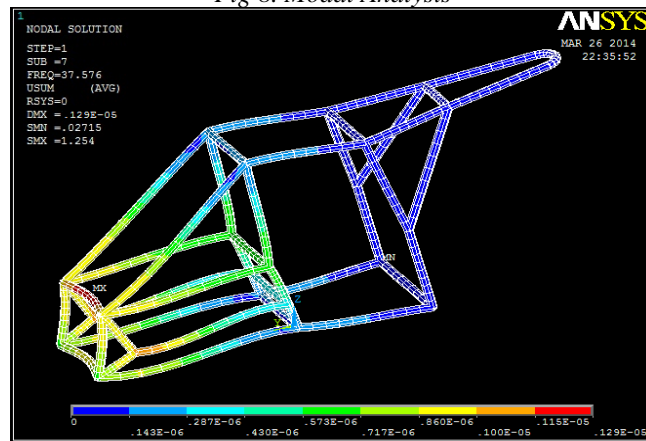 Fig 8: Modal Analysis
1
NODAL SOLUTION
STEP=1
SUB =7
FREQ=37.576
USUM (AVG)
RSYS=0
DMX =.129E-05
SMN =.02715
SMX =1.254
ANSYS
MAR 26 2014
22:35:52
MX
MN
Z
Y
0 .287E-06 .573E-06 .860E-06 .115E-05
.143E-06 .430E-06 .717E-06 .100E-05 .129E-05